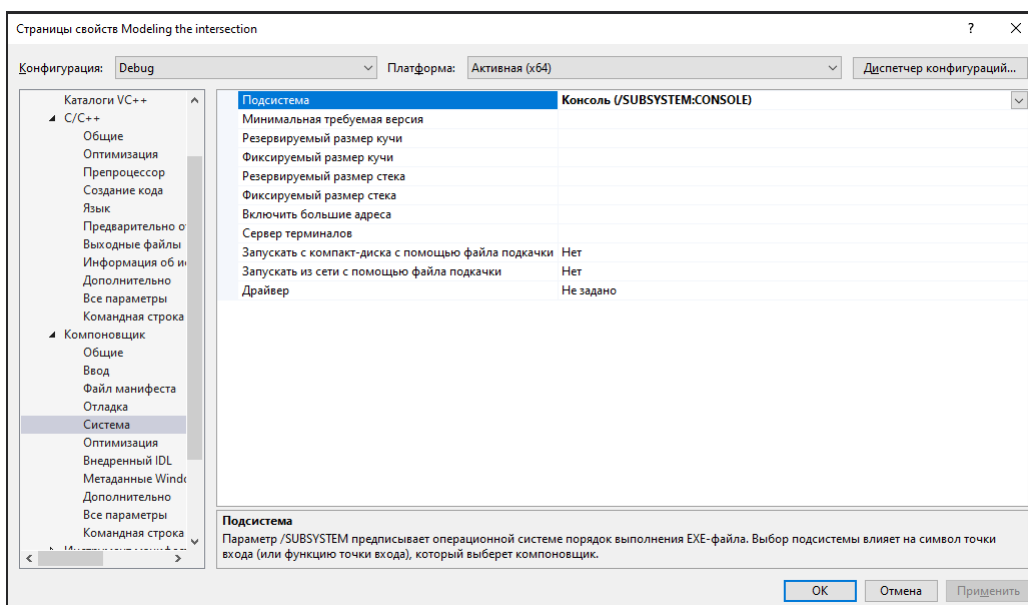 Страницы свойств Modeling the intersection
? ×
Конфигурация: Debug Платформа: Активная (x64) Диспетчер конфигураций...
Каталоги VC++
C/C++
Общие
Оптимизация
Препроцессор
Создание кода
Язык
Предварительно о
Выходные файлы
Информация об и
Дополнительно
Все параметры
Командная строка
Компоновщик
Общие
Ввод
Файл манифеста
Отладка
Система
Оптимизация
Внедренный IDL
Метаданные Windo
Дополнительно
Все параметры
Командная строка
Подсистема Консоль (/SUBSYSTEM:CONSOLE)
Минимальная требуемая версия
Резервируемый размер кучи
Фиксируемый размер кучи
Резервируемый размер стека
Фиксируемый размер стека
Включить большие адреса
Сервер терминалов
Запускать с компакт-диска с помощью файла подкачки Нет
Запускать из сети с помощью файла подкачки Нет
Драйвер Не задано
Подсистема
Параметр /SUBSYSTEM предписывает операционной системе порядок выполнения EXE-файла. Выбор подсистемы влияет на символ точки
входа (или функцию точки входа), который выберет компоновщик.
OK Отмена Применить